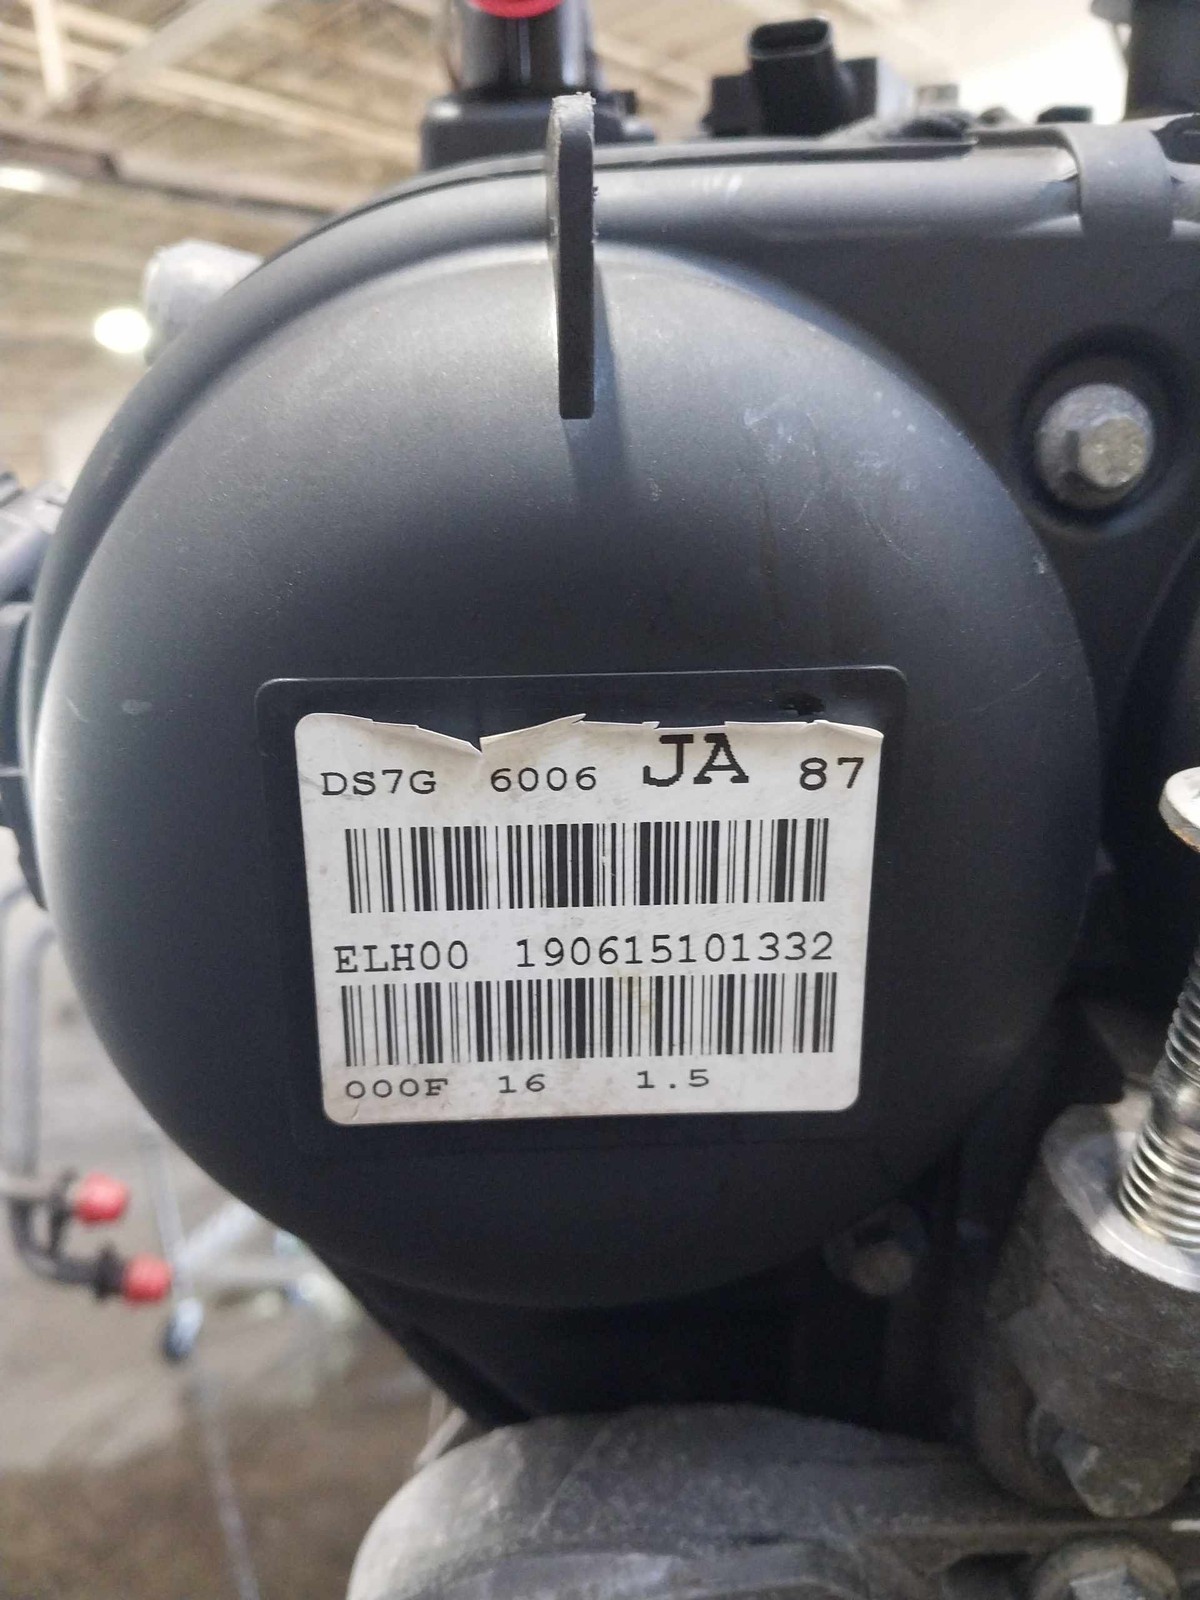 DS7G 6006 JA 87
ELH00 190615101332
000F 16 1.5